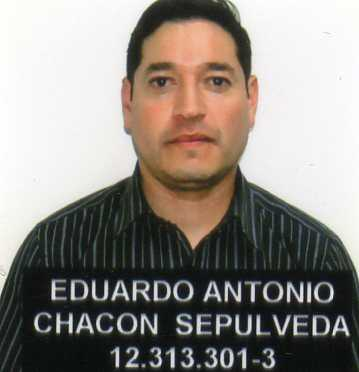 EDUARDO ANTONIO
CHACON SEPULVEDA
12.313.301-3